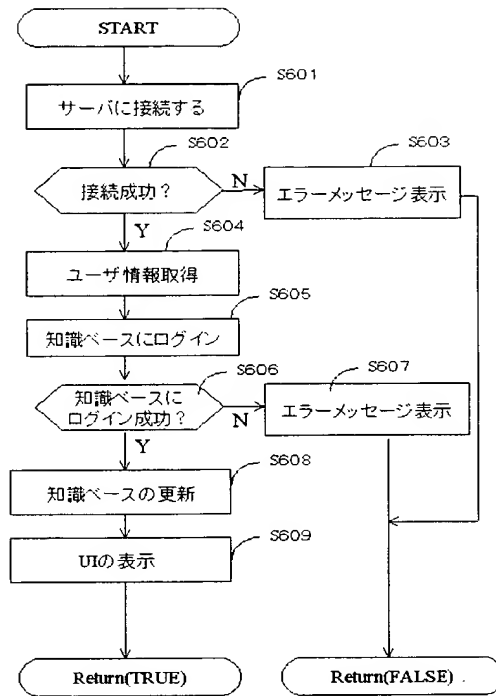 START
S601
サーバに接続する
S602
接続成功？
N
S603
エラーメッセージ表示
Y
S604
ユーザ情報取得
S605
知識ベースにログイン
S606
知識ベースに
ログイン成功？
N
S607
エラーメッセージ表示
Y
S608
知識ベースの更新
S609
UIの表示
Return(TRUE)
Return(FALSE)